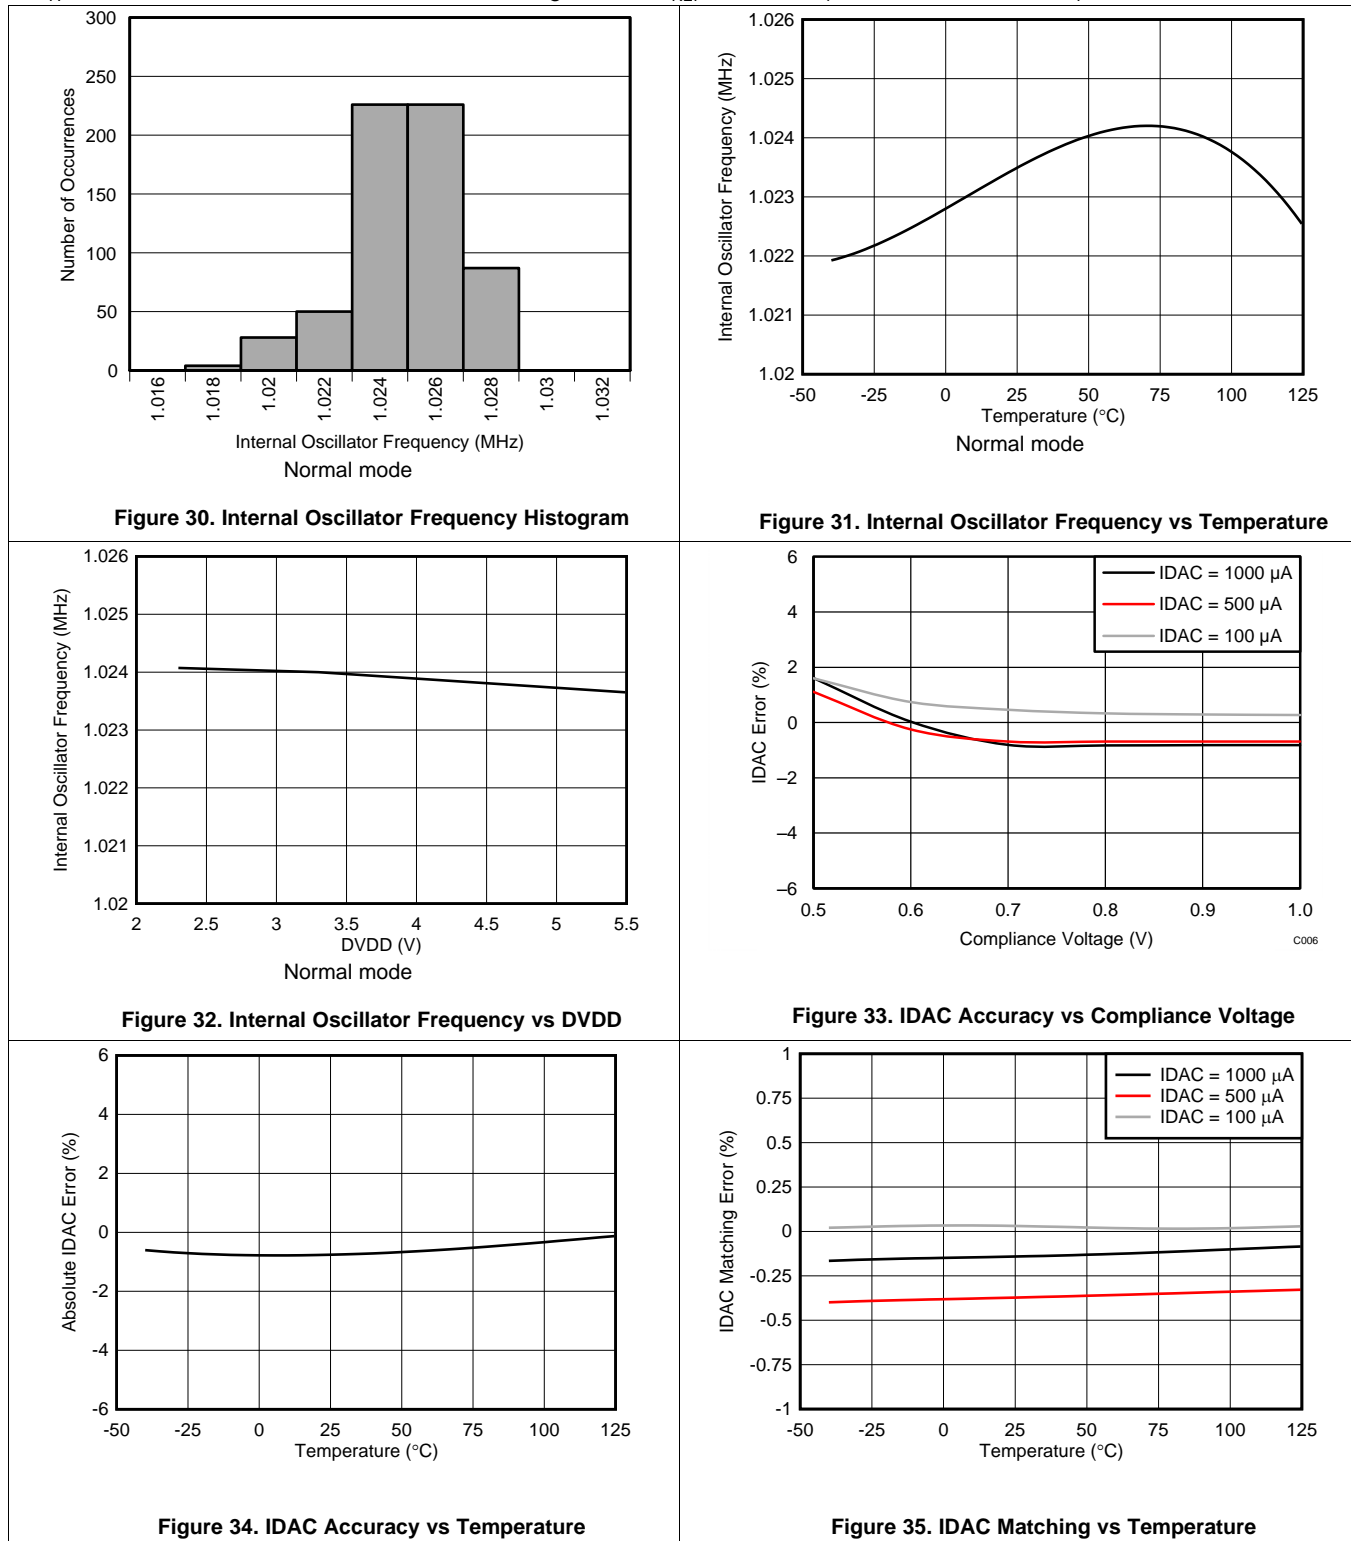 300
250
200
150
100
50
0
Number of Occurrences
1.016
1.018
1.02
1.022
1.024
1.026
1.028
1.03
1.032
Internal Oscillator Frequency (MHz)
Normal mode
Figure 30. Internal Oscillator Frequency Histogram
1.026
1.025
1.024
1.023
1.022
1.021
1.02
Internal Oscillator Frequency (MHz)
-50 -25 0 25 50 75 100 125
Temperature (°C)
Normal mode
Figure 31. Internal Oscillator Frequency vs Temperature
1.026
1.025
1.024
1.023
1.022
1.021
1.02
Internal Oscillator Frequency (MHz)
2 2.5 3 3.5 4 4.5 5 5.5
DVDD (V)
Normal mode
Figure 32. Internal Oscillator Frequency vs DVDD
6
4
2
0
–2
–4
–6
IDAC Error (%)
IDAC = 1000 µA
IDAC = 500 µA
IDAC = 100 µA
0.5 0.6 0.7 0.8 0.9 1.0
Compliance Voltage (V)
C006
Figure 33. IDAC Accuracy vs Compliance Voltage
6
4
2
0
-2
-4
-6
Absolute IDAC Error (%)
-50 -25 0 25 50 75 100 125
Temperature (°C)
Figure 34. IDAC Accuracy vs Temperature
1
0.75
0.5
0.25
0
-0.25
-0.5
-0.75
-1
IDAC Matching Error (%)
IDAC = 1000 µA
IDAC = 500 µA
IDAC = 100 µA
-50 -25 0 25 50 75 100 125
Temperature (°C)
Figure 35. IDAC Matching vs Temperature